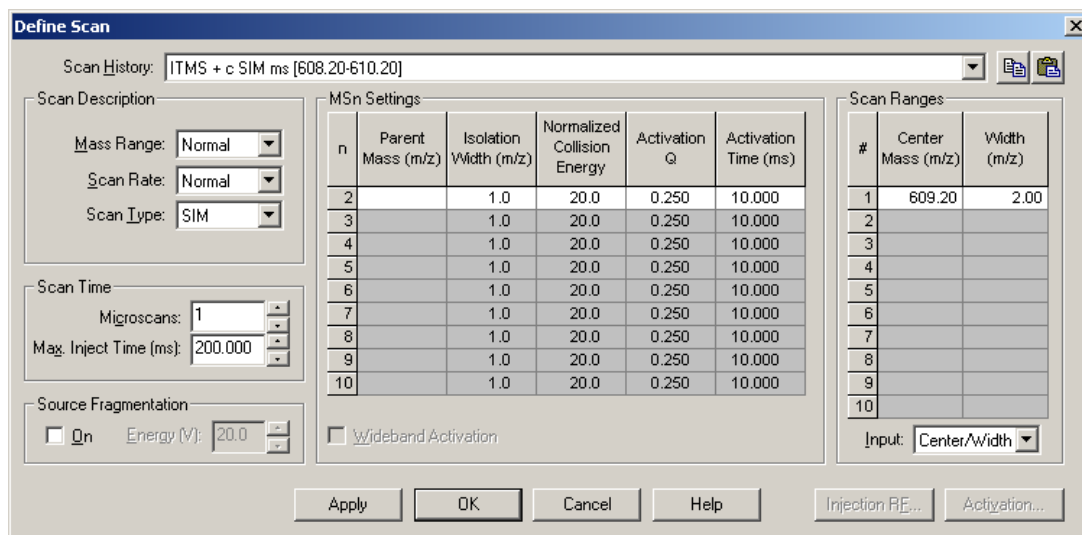 Define Scan
Scan History: ITMS + c SIM ms [608.20-610.20]
Scan Description
Mass Range: Normal
Scan Rate: Normal
Scan Type: SIM
Scan Time
Microscans: 1
Max. Inject Time (ms): 200.000
Source Fragmentation
On Energy (V): 20.0
MSn Settings
n Parent Mass (m/z) Isolation Width (m/z) Normalized Collision Energy Activation Q Activation Time (ms)
2 1.0 20.0 0.250 10.000
3 1.0 20.0 0.250 10.000
4 1.0 20.0 0.250 10.000
5 1.0 20.0 0.250 10.000
6 1.0 20.0 0.250 10.000
7 1.0 20.0 0.250 10.000
8 1.0 20.0 0.250 10.000
9 1.0 20.0 0.250 10.000
10 1.0 20.0 0.250 10.000
Wideband Activation
Scan Ranges
# Center Mass (m/z) Width (m/z)
1 609.20 2.00
2
3
4
5
6
7
8
9
10
Input: Center/Width
Apply OK Cancel Help Injection RF... Activation...